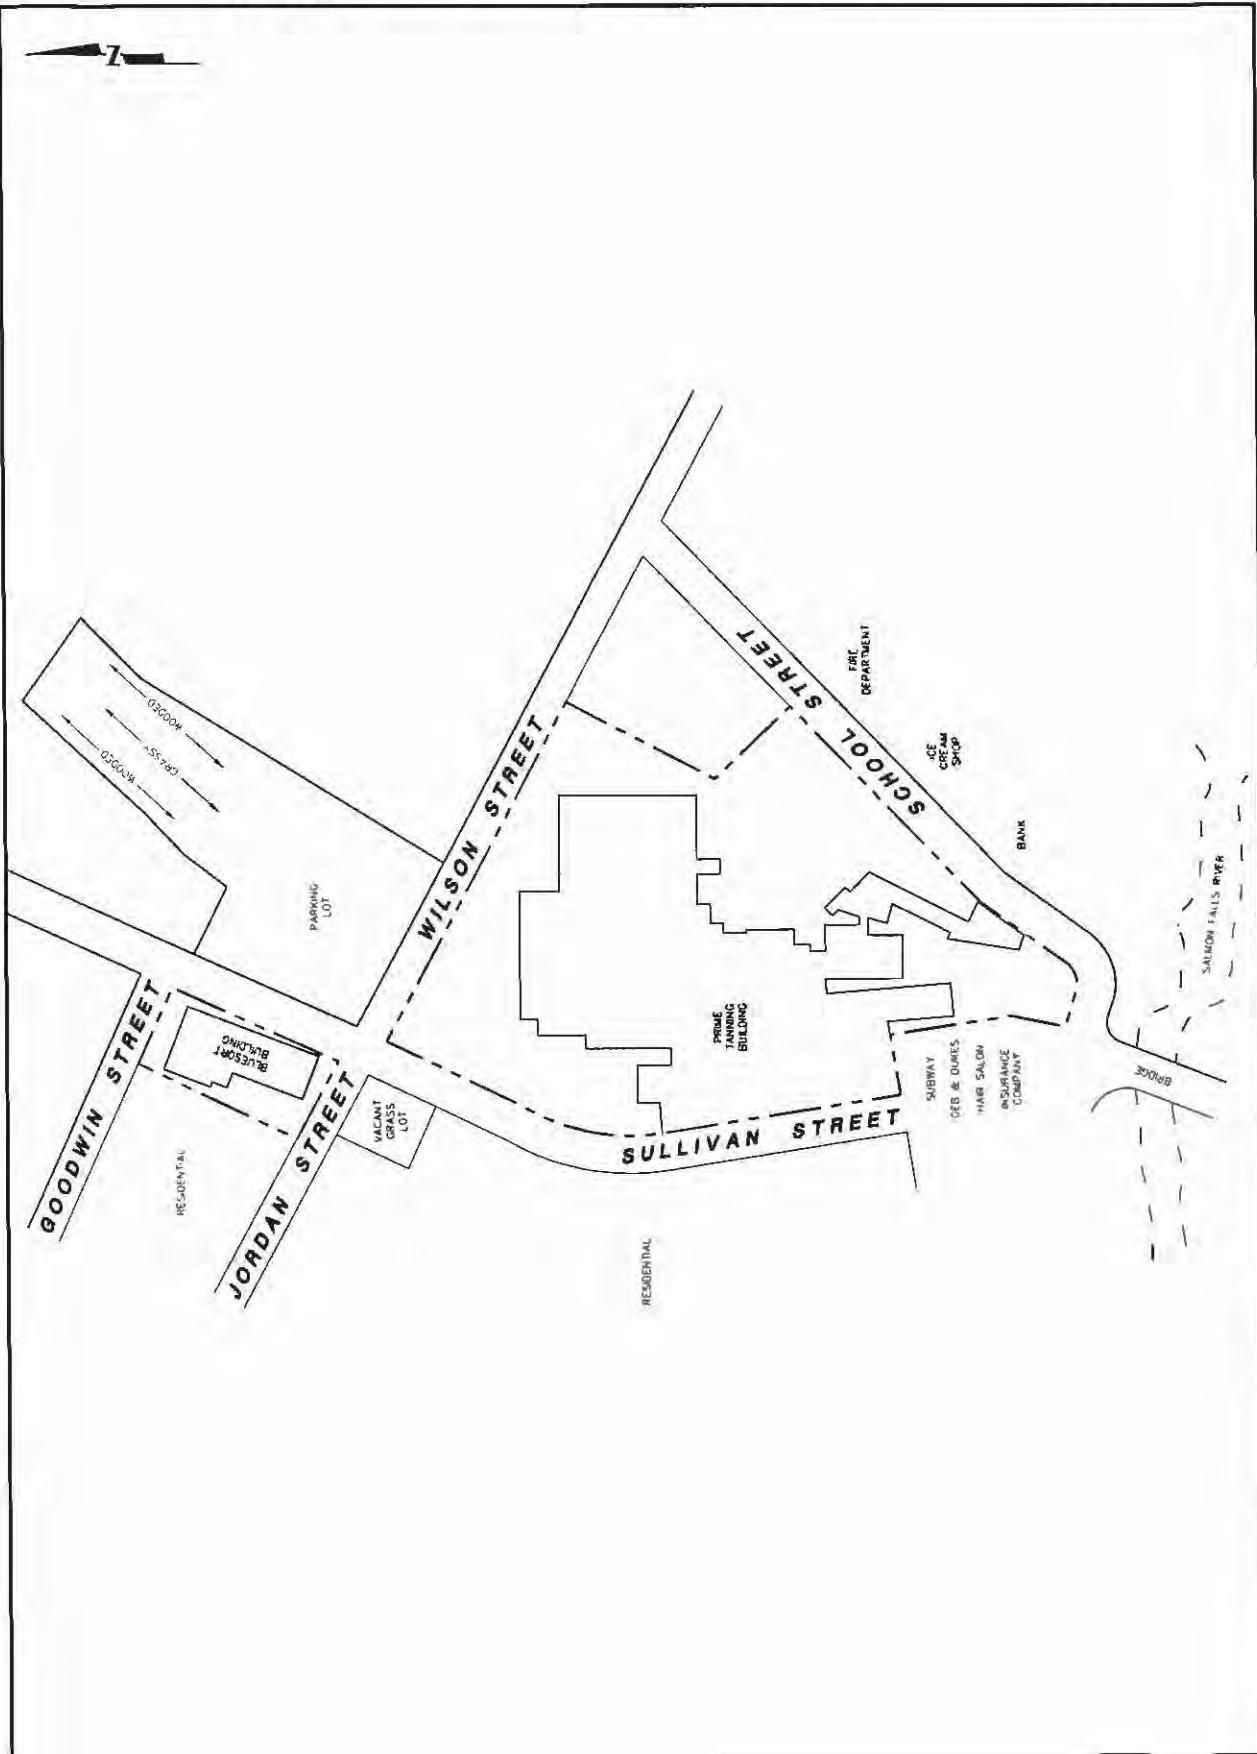 N
GOODWIN STREET
JORDAN STREET
WILSON STREET
SCHOOL STREET
SULLIVAN STREET
WOODED
GRASSY
WOODED
PARKING
LOT
BLUESORT
BUILDING
VACANT
GRASS
LOT
RESIDENTIAL
RESIDENTIAL
PRIME
TANNING
BUILDING
FIRE
DEPARTMENT
ICE
CREAM
SHOP
BANK
SUBWAY
DEB & DUKES
HAIR SALON
INSURANCE
COMPANY
BRIDGE
SALMON FALLS RIVER